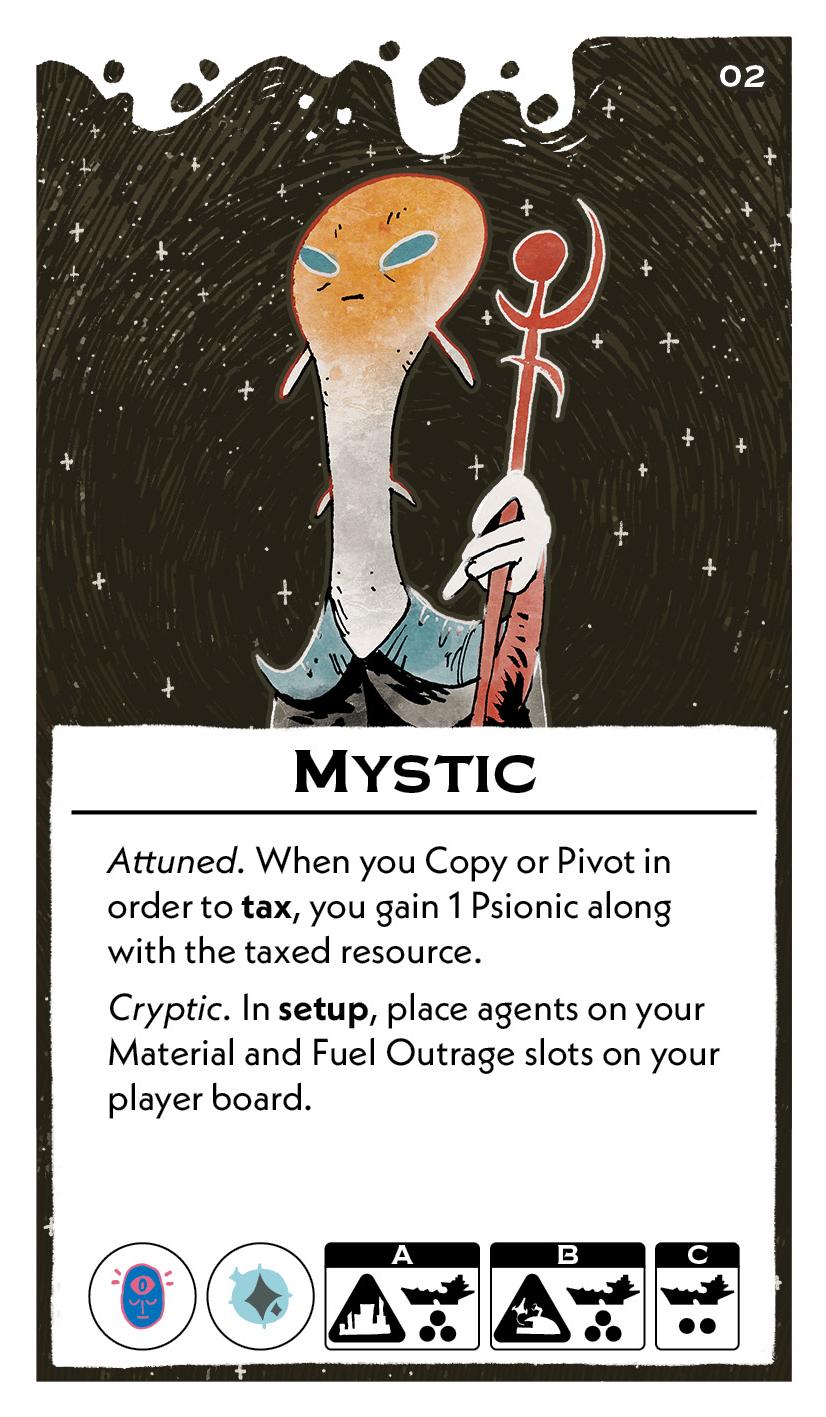 02
Mystic
Attuned. When you Copy or Pivot in
order to tax, you gain 1 Psionic along
with the taxed resource.
Cryptic. In setup, place agents on your
Material and Fuel Outrage slots on your
player board.
A B C